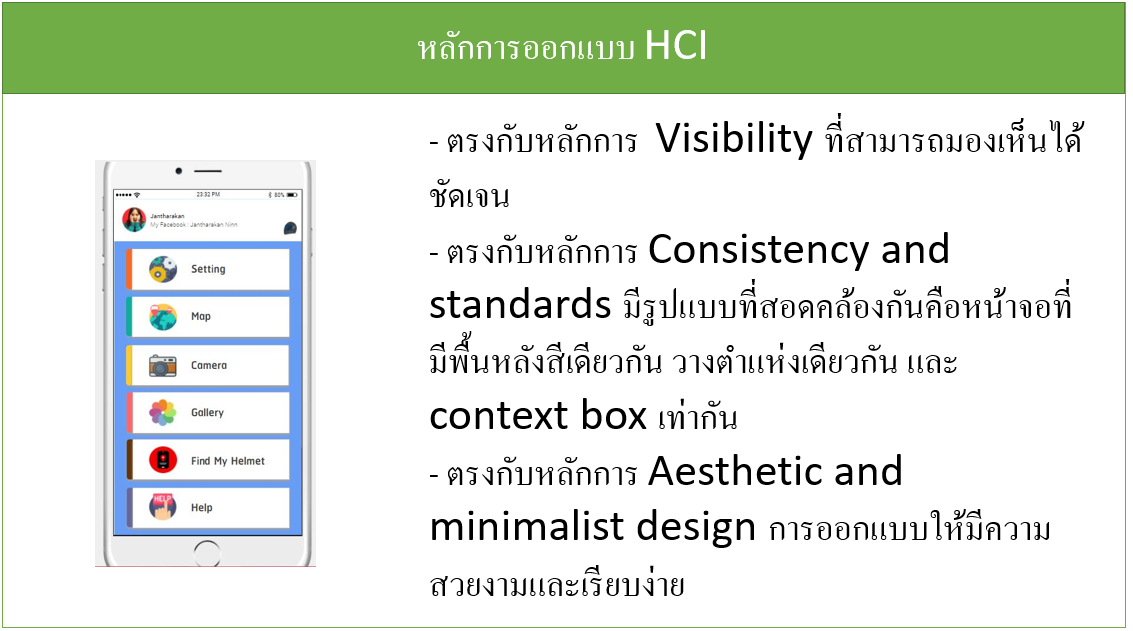 หลักการออกแบบ HCI
23:32 PM
80%
Jantharakan
My Facebook : Jantharakan Ninn
Setting
Map
Camera
Gallery
Find My Helmet
HELP
Help
- ตรงกับหลักการ Visibility ที่สามารถมองเห็นได้
ชัดเจน
- ตรงกับหลักการ Consistency and
standards มีรูปแบบที่สอดคล้องกันคือหน้าจอที่
มีพื้นหลังสีเดียวกัน วางตำแห่งเดียวกัน และ
context box เท่ากัน
- ตรงกับหลักการ Aesthetic and
minimalist design การออกแบบให้มีความ
สวยงามและเรียบง่าย